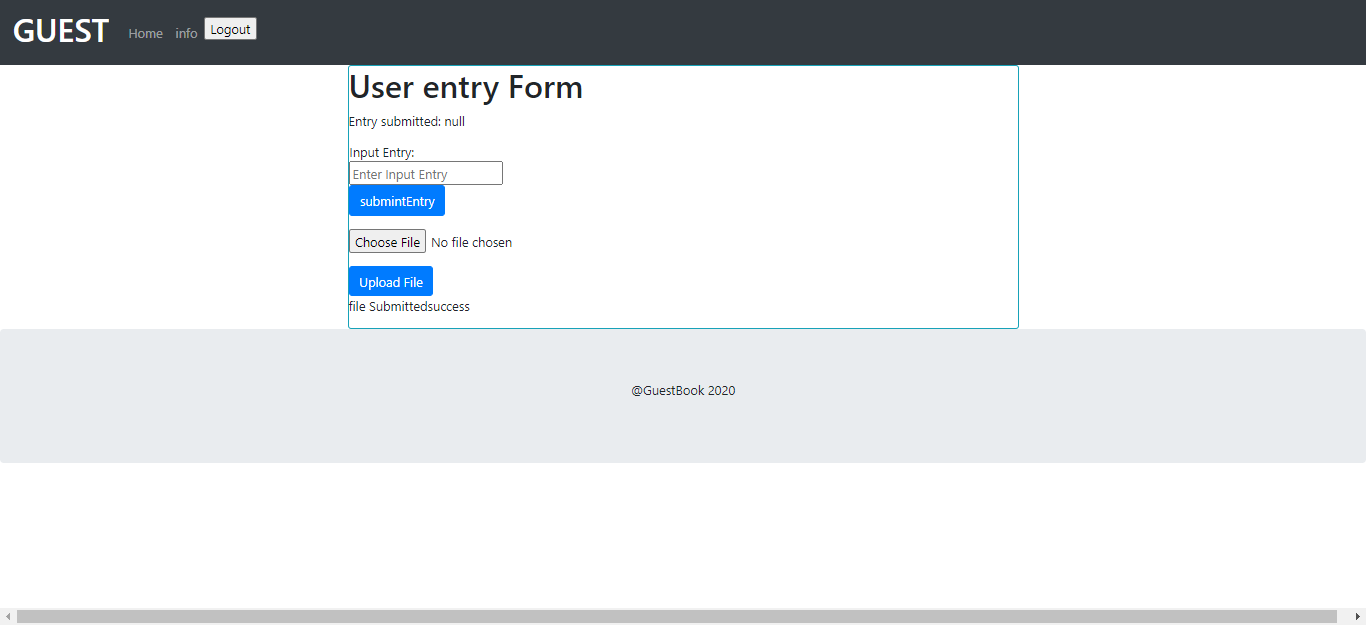 GUEST Home info Logout
User entry Form
Entry submitted: null
Input Entry:
Enter Input Entry
submintEntry
Choose File No file chosen
Upload File
file Submittedsuccess
@GuestBook 2020